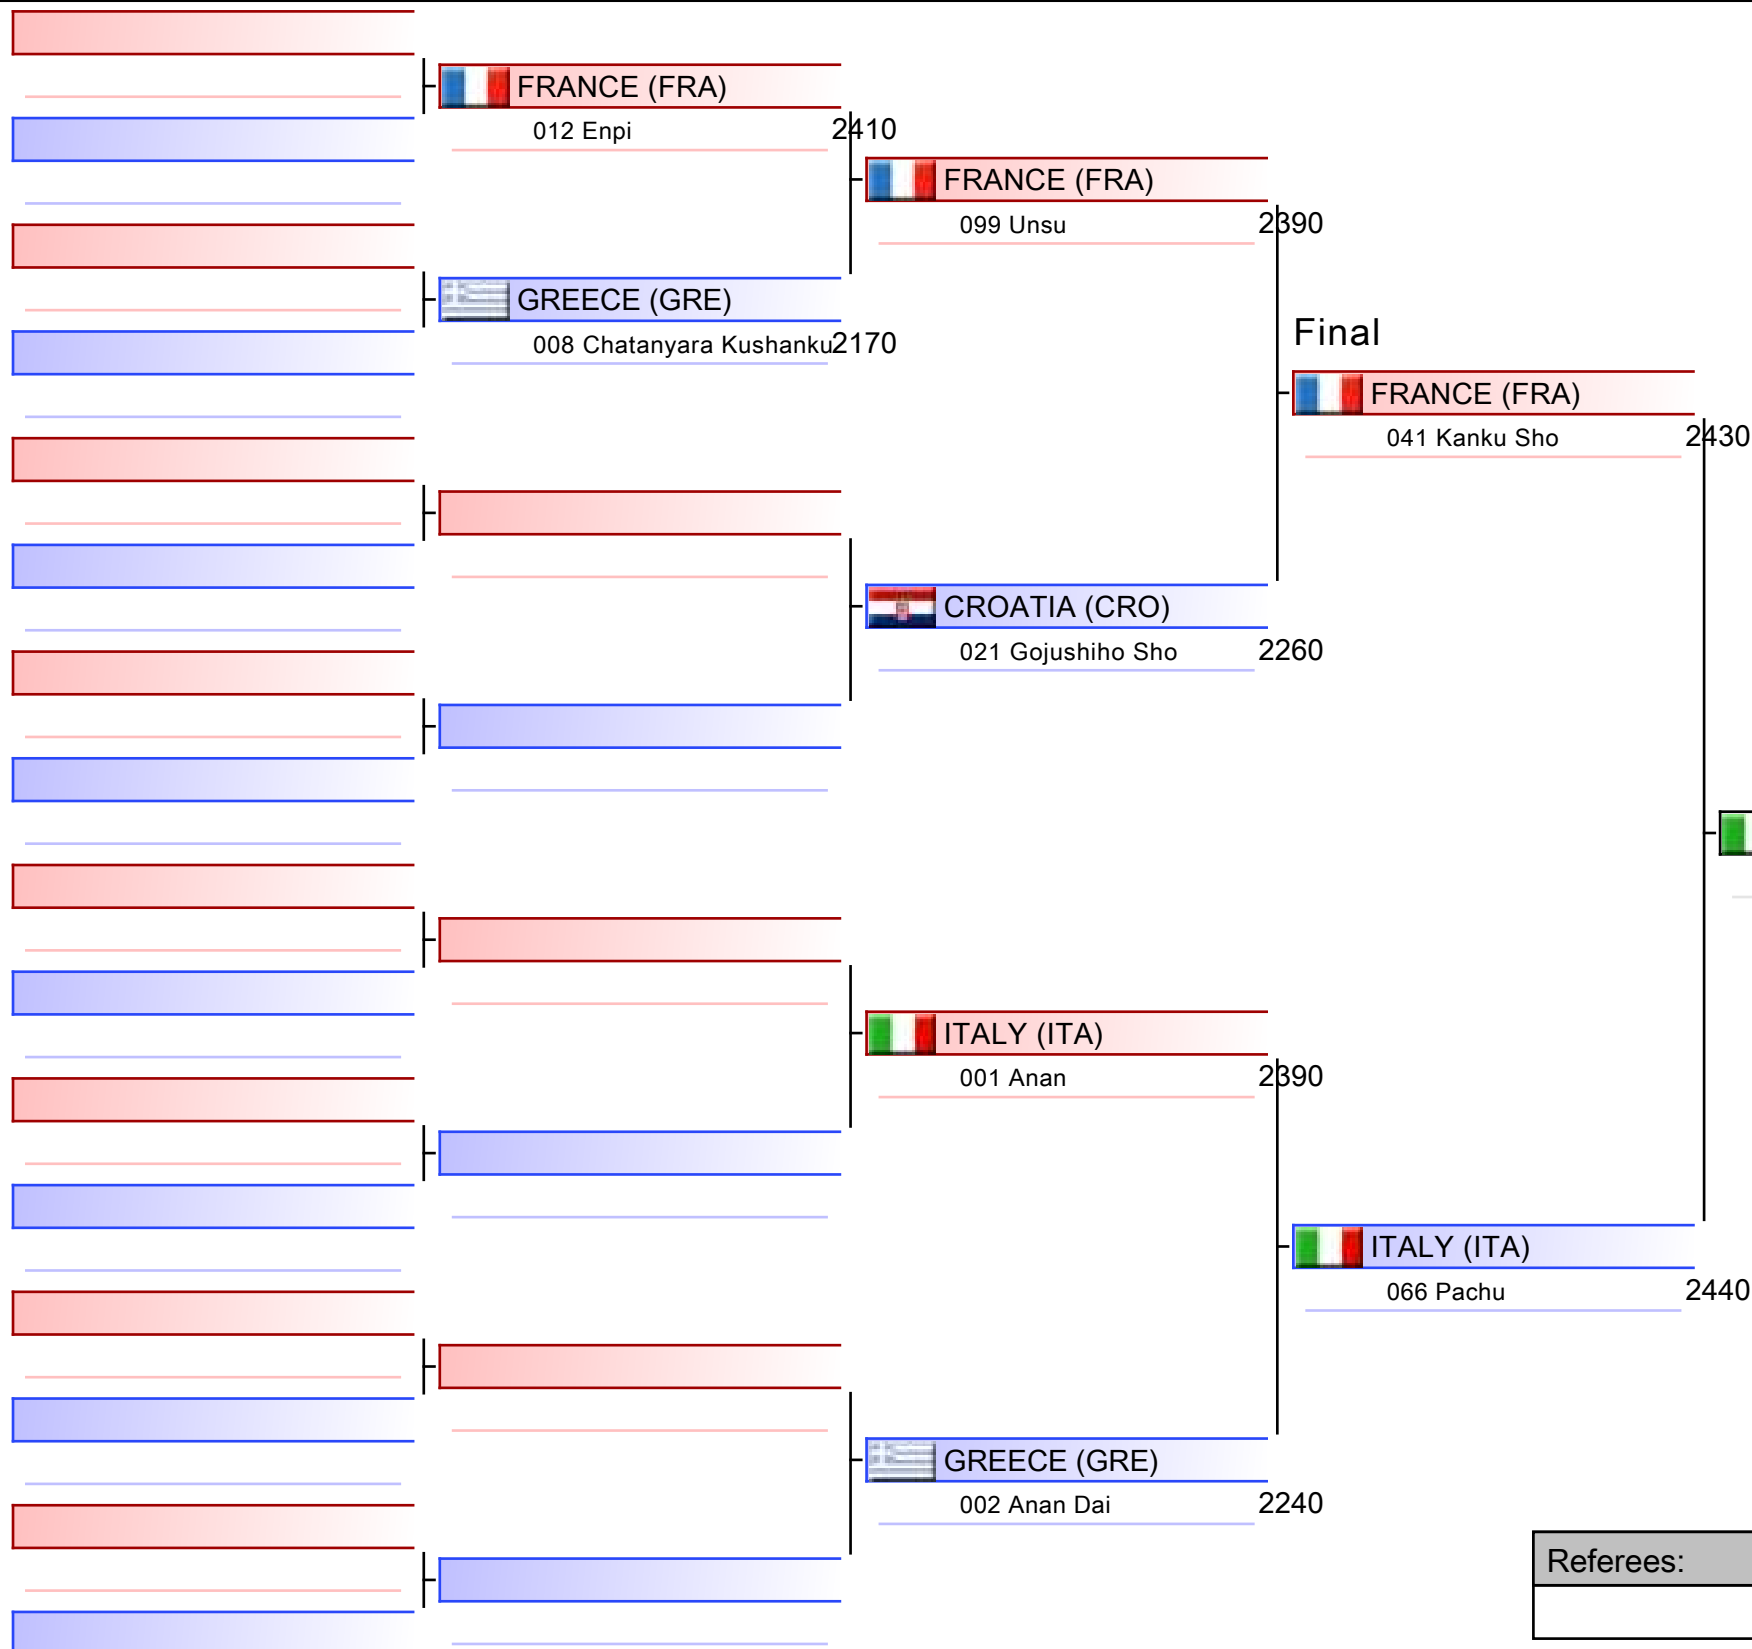 FRANCE (FRA)
012 Enpi 2410
GREECE (GRE)
008 Chatanyara Kushanku 2170
FRANCE (FRA)
099 Unsu 2390
CROATIA (CRO)
021 Gojushiho Sho 2260
ITALY (ITA)
001 Anan 2390
GREECE (GRE)
002 Anan Dai 2240
Final
FRANCE (FRA)
041 Kanku Sho 2430
ITALY (ITA)
066 Pachu 2440
Referees: